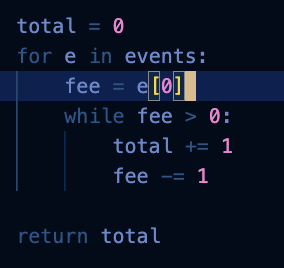 total = 0
for e in events:
    fee = e[0]
    while fee > 0:
        total += 1
        fee -= 1

return total